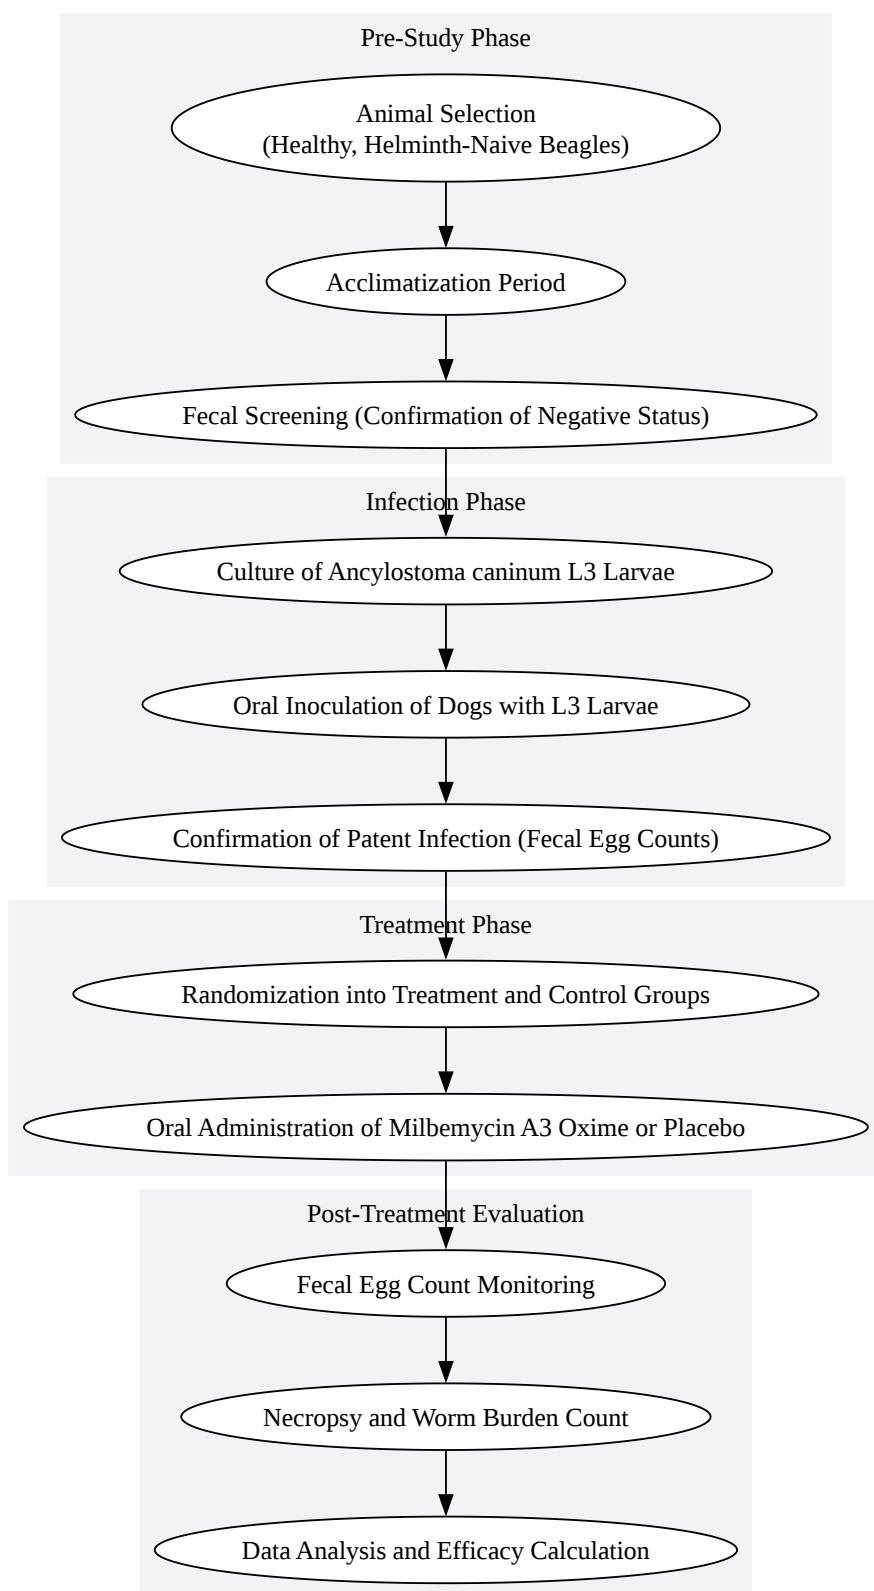 Pre-Study Phase
Animal Selection
(Healthy, Helminth-Naive Beagles)
Acclimatization Period
Fecal Screening (Confirmation of Negative Status)
Infection Phase
Culture of Ancylostoma caninum L3 Larvae
Oral Inoculation of Dogs with L3 Larvae
Confirmation of Patent Infection (Fecal Egg Counts)
Treatment Phase
Randomization into Treatment and Control Groups
Oral Administration of Milbemycin A3 Oxime or Placebo
Post-Treatment Evaluation
Fecal Egg Count Monitoring
Necropsy and Worm Burden Count
Data Analysis and Efficacy Calculation